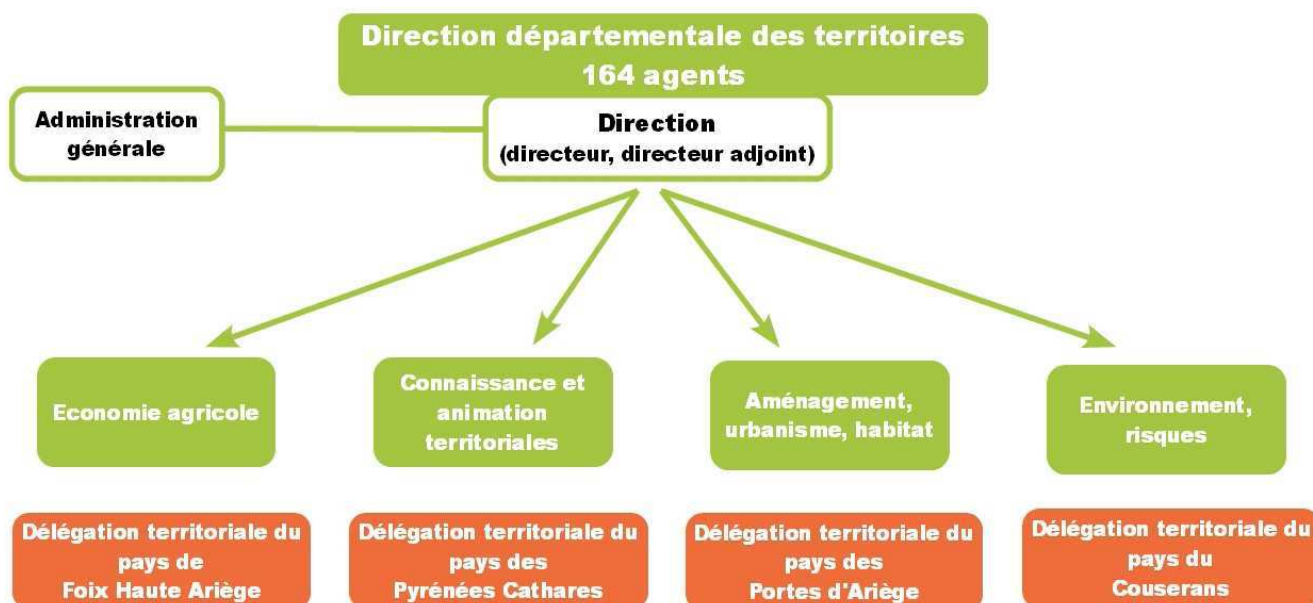 Direction départementale des territoires
164 agents
Administration
générale
Direction
(directeur, directeur adjoint)
Economie agricole
Connaissance et
animation
territoriales
Aménagement,
urbanisme, habitat
Environnement,
risques
Délégation territoriale du
pays de
Foix Haute Ariège
Délégation territoriale du
pays des
Pyrénées Cathares
Délégation territoriale du
pays des
Portes d'Ariège
Délégation territoriale du
pays du
Couserans